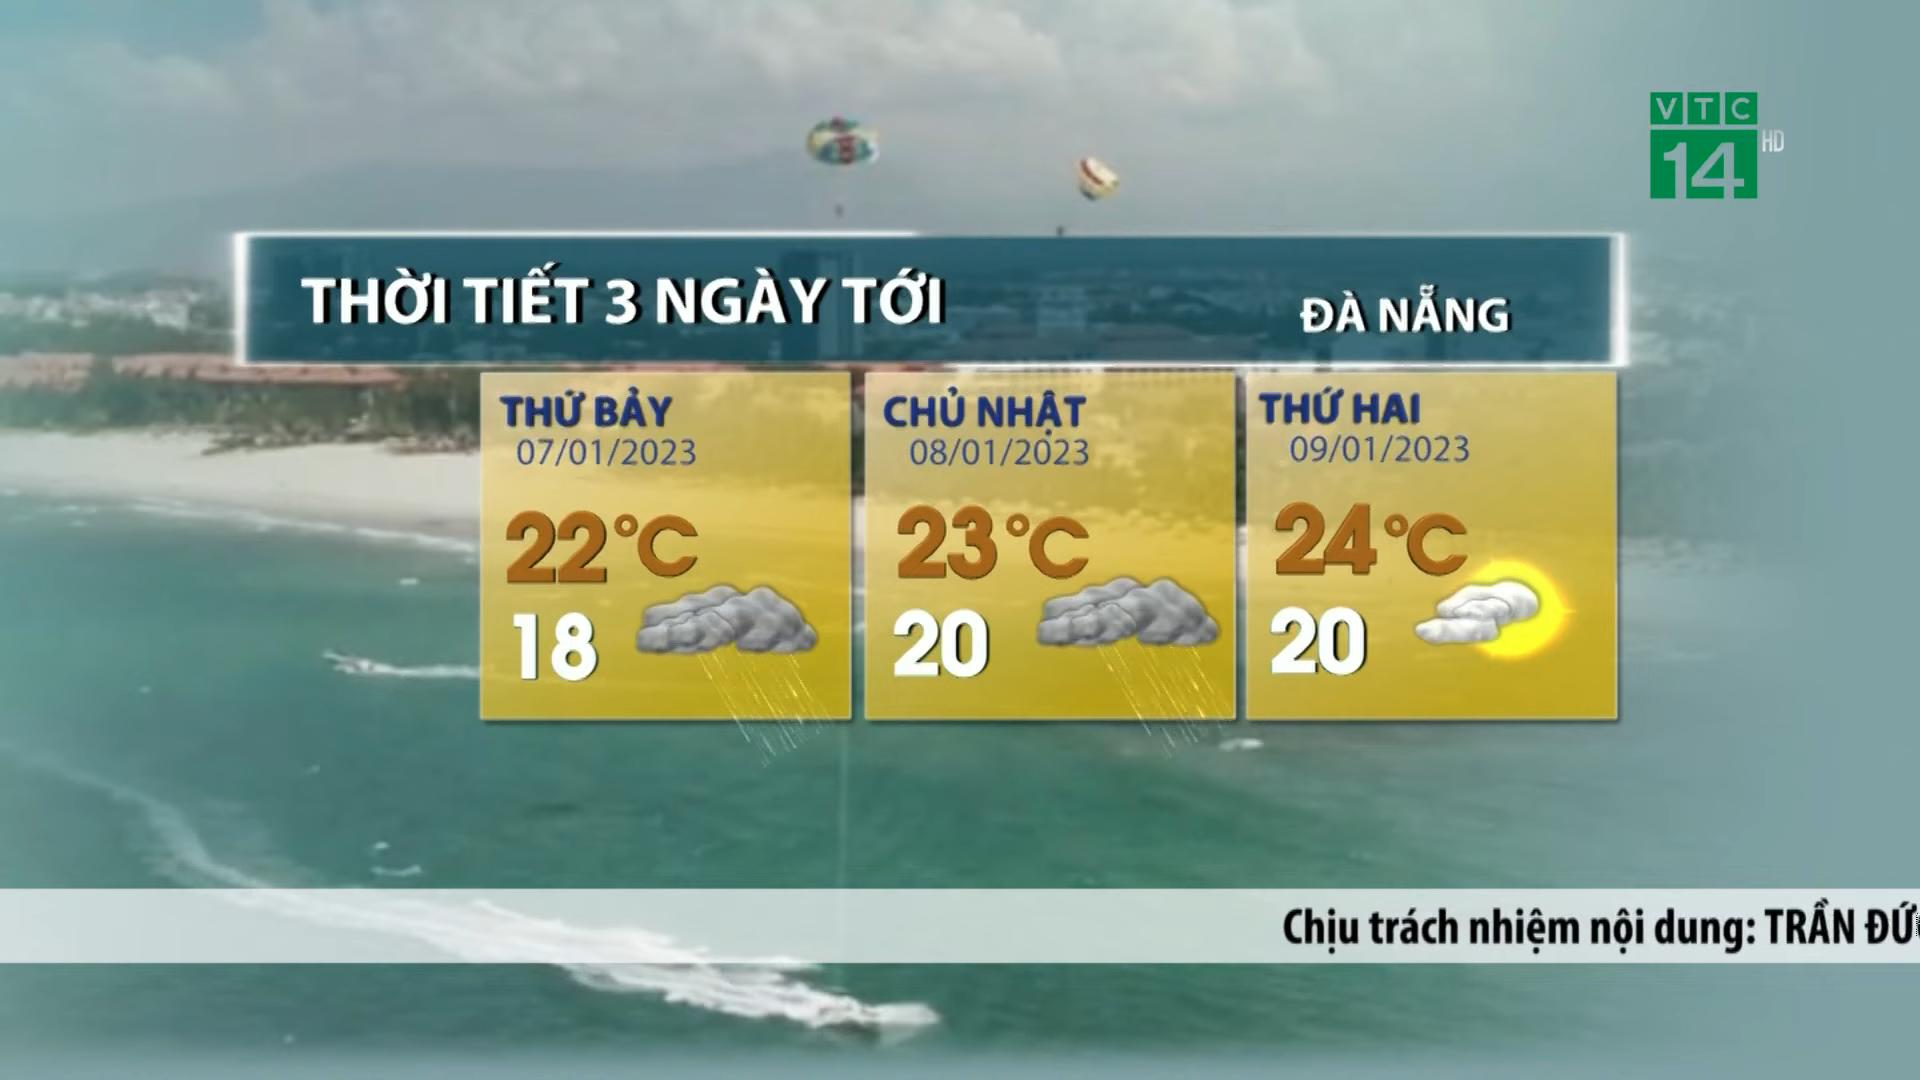 VTC
14 HD
THỜI TIẾT 3 NGÀY TỚI
ĐÀ NẴNG
THỨ BẢY
07/01/2023
22°C
18
CHỦ NHẬT
08/01/2023
23°C
20
THỨ HAI
09/01/2023
24°C
20
Chịu trách nhiệm nội dung: TRẦN